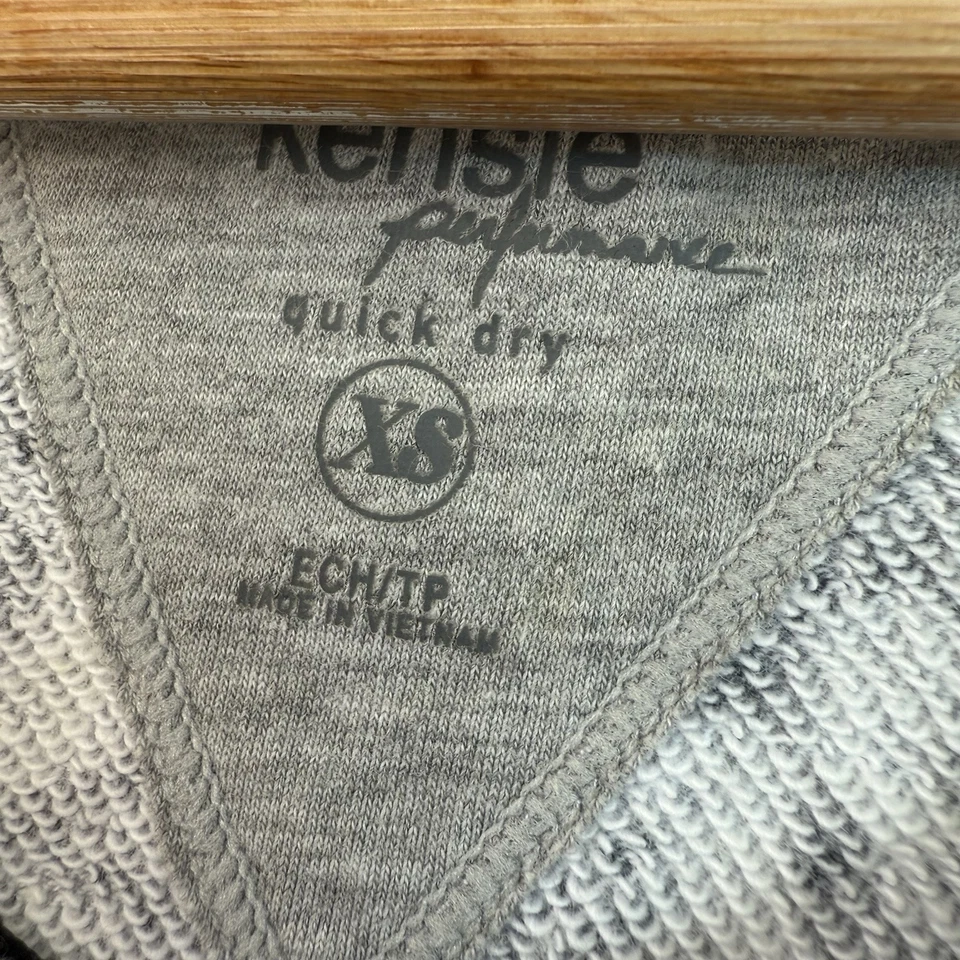 kensie
performance
quick dry
XS
ECH/TP
MADE IN VIETNAM